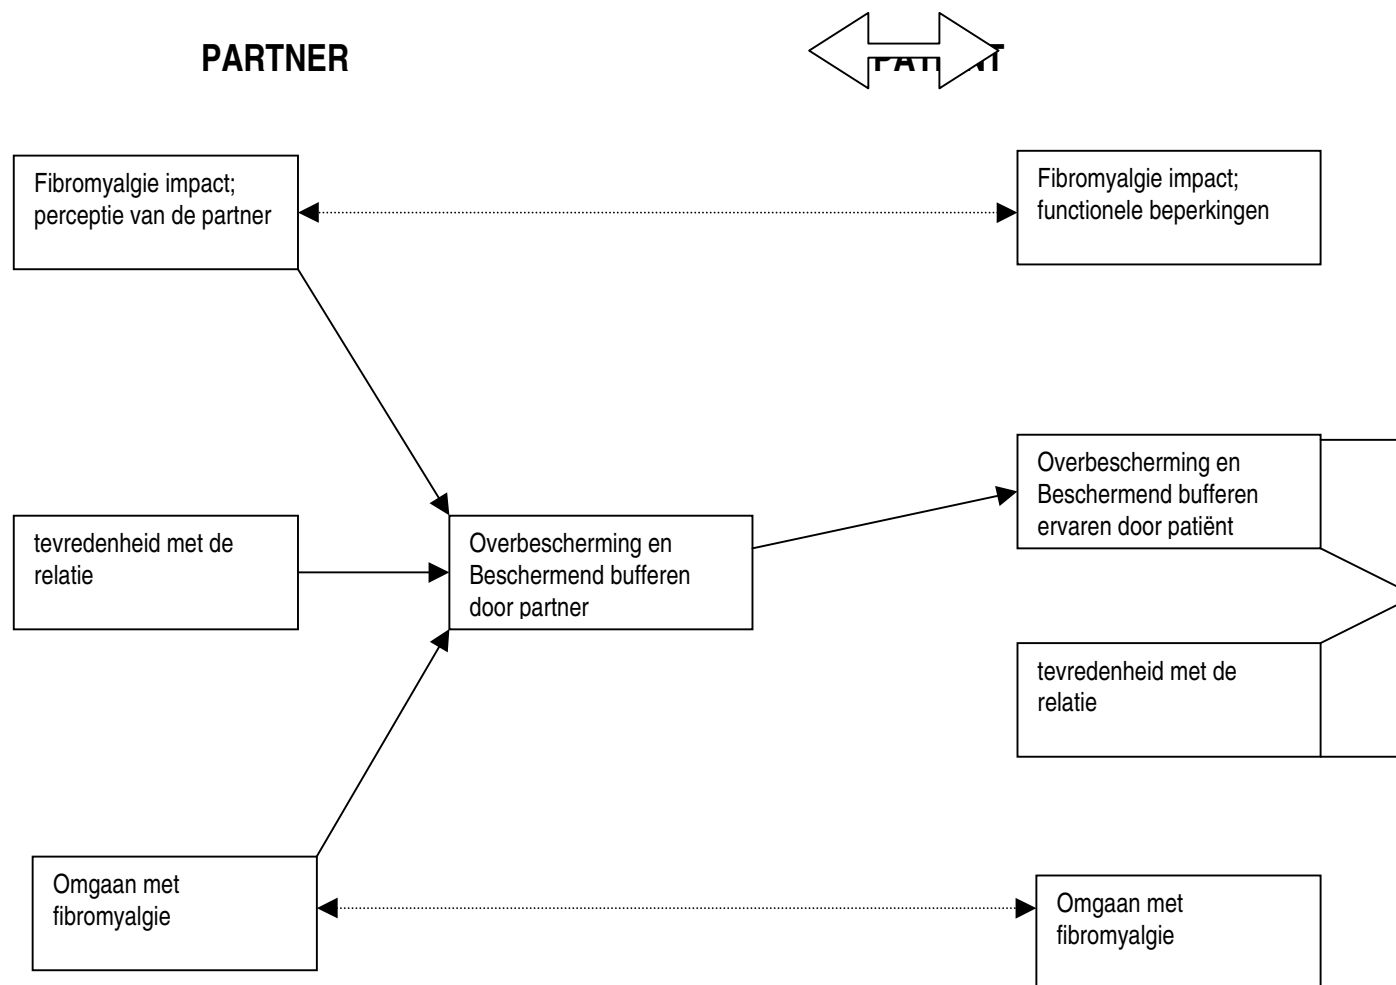 PARTNER
Fibromyalgie impact;
perceptie van de partner
Fibromyalgie impact;
functionele beperkingen
Overbescherming en
Beschermend bufferen
ervaren door patiënt
tevredenheid met de
relatie
Overbescherming en
Beschermend bufferen
door partner
tevredenheid met de
relatie
Omgaan met
fibromyalgie
Omgaan met
fibromyalgie